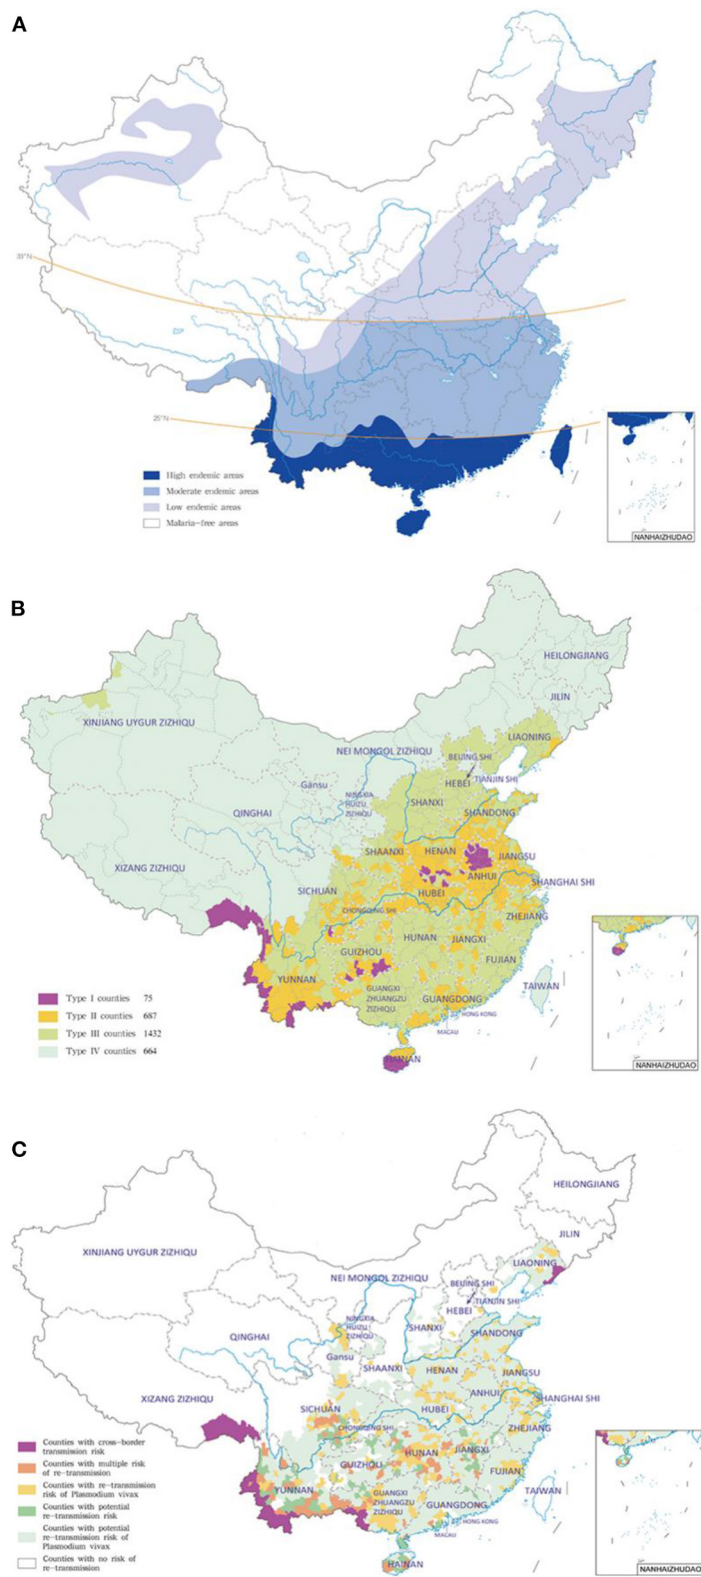 A
33°N
25°N
High endemic areas
Moderate endemic areas
Low endemic areas
Malaria-free areas
NANHAIZHUDAO
B
HEILONGJIANG
JILIN
LIAONING
XINJIANG UYGUR ZIZHIQU
NEI MONGOL ZIZHIQU
BEIJING SHI
TIANJIN SHI
HEBEI
Gansu
NINGXIA
HUIZU
ZIZHIQU
SHANXI
QINGHAI
SHANDONG
SHAANXI
HENAN
JIANGSU
XIZANG ZIZHIQU
ANHUI
SICHUAN
HUBEI
SHANGHAI SHI
CHONGQING SHI
ZHEJIANG
HUNAN
JIANGXI
GUIZHOU
FUJIAN
YUNNAN
GUANGXI
ZHUANGZU
ZIZHIQU
GUANGDONG
TAIWAN
HONG KONG
MACAU
HAINAN
Type I counties 75
Type II counties 687
Type III counties 1432
Type IV counties 664
NANHAIZHUDAO
C
HEILONGJIANG
JILIN
XINJIANG UYGUR ZIZHIQU
LIAONING
NEI MONGOL ZIZHIQU
BEIJING SHI
TIANJIN SHI
HEBEI
NINGXIA
HUIZU
ZIZHIQU
SHANXI
QINGHAI
SHANDONG
Gansu
SHAANXI
HENAN
JIANGSU
XIZANG ZIZHIQU
ANHUI
SHANGHAI SHI
SICHUAN
HUBEI
CHONGQING SHI
ZHEJIANG
HUNAN
JIANGXI
GUIZHOU
FUJIAN
YUNNAN
GUANGXI
ZHUANGZU
ZIZHIQU
TAIWAN
GUANGDONG
HONG KONG
MACAU
HAINAN
Counties with cross-border
transmission risk
Counties with multiple risk
of re-transmission
Counties with re-transmission
risk of Plasmodium vivax
Counties with potential
re-transmission risk
Counties with potential
re-transmission risk of
Plasmodium vivax
Counties with no risk of
re-transmission
NANHAIZHUDAO